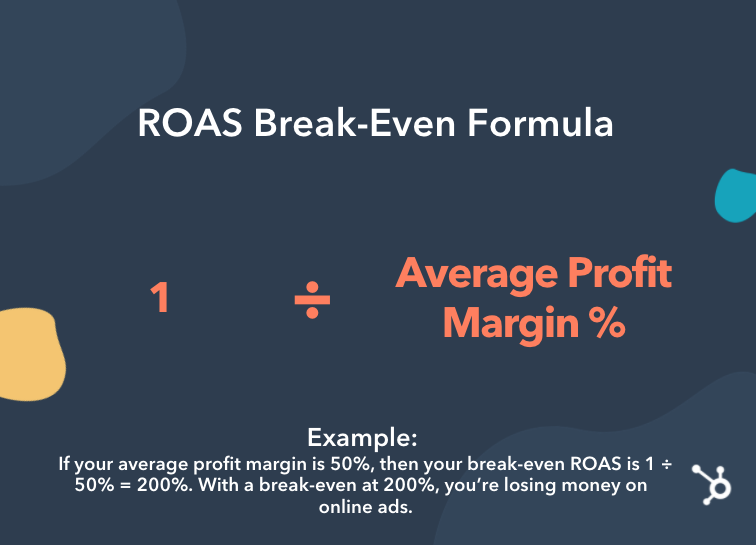 ROAS Break-Even Formula
1 ÷ Average Profit
Margin %
Example:
If your average profit margin is 50%, then your break-even ROAS is 1 ÷
50% = 200%. With a break-even at 200%, you’re losing money on
online ads.